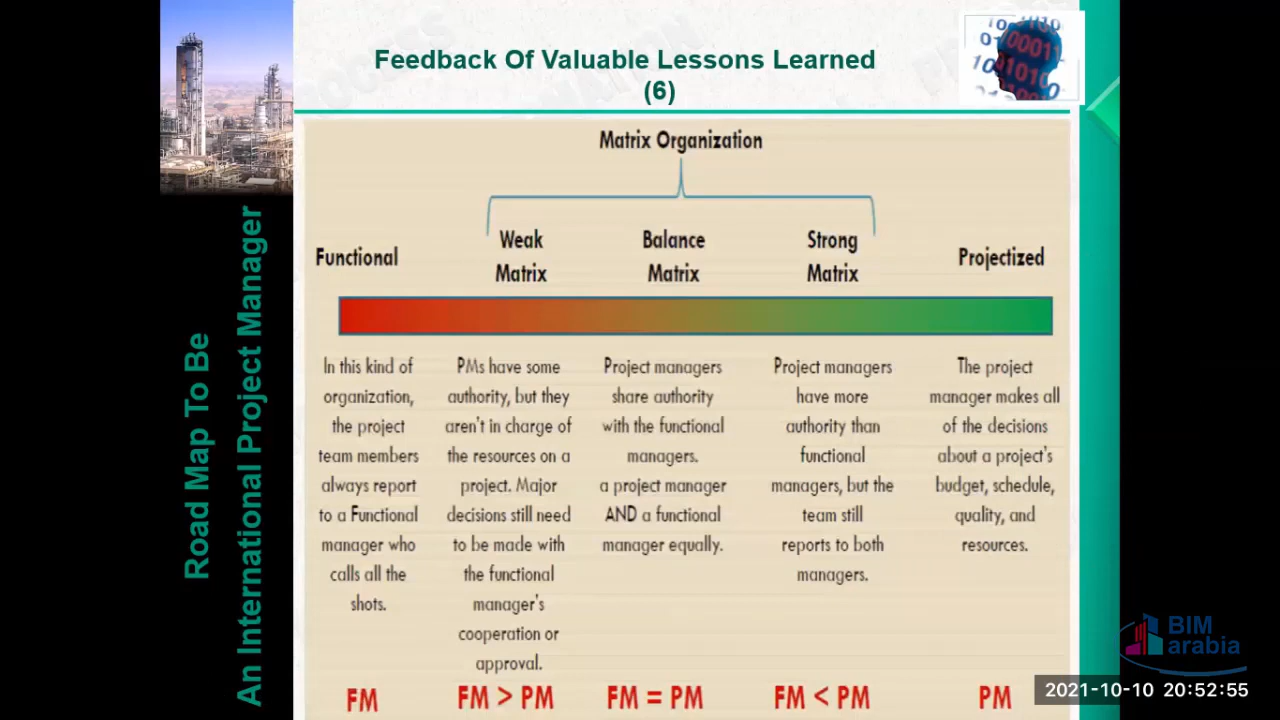 Feedback Of Valuable Lessons Learned
(6)
Road Map To Be
An International Project Manager
Matrix Organization
Functional
Weak
Matrix
Balance
Matrix
Strong
Matrix
Projectized
In this kind of
organization,
the project
team members
always report
to a Functional
manager who
calls all the
shots.
PMs have some
authority, but they
aren't in charge of
the resources on a
project. Major
decisions still need
to be made with
the functional
manager's
cooperation or
approval.
Project managers
share authority
with the functional
managers.
a project manager
AND a functional
manager equally.
Project managers
have more
authority than
functional
managers, but the
team still
reports to both
managers.
The project
manager makes all
of the decisions
about a project's
budget, schedule,
quality, and
resources.
FM
FM > PM
FM = PM
FM < PM
PM
BIM
arabia
2021-10-10 20:52:55